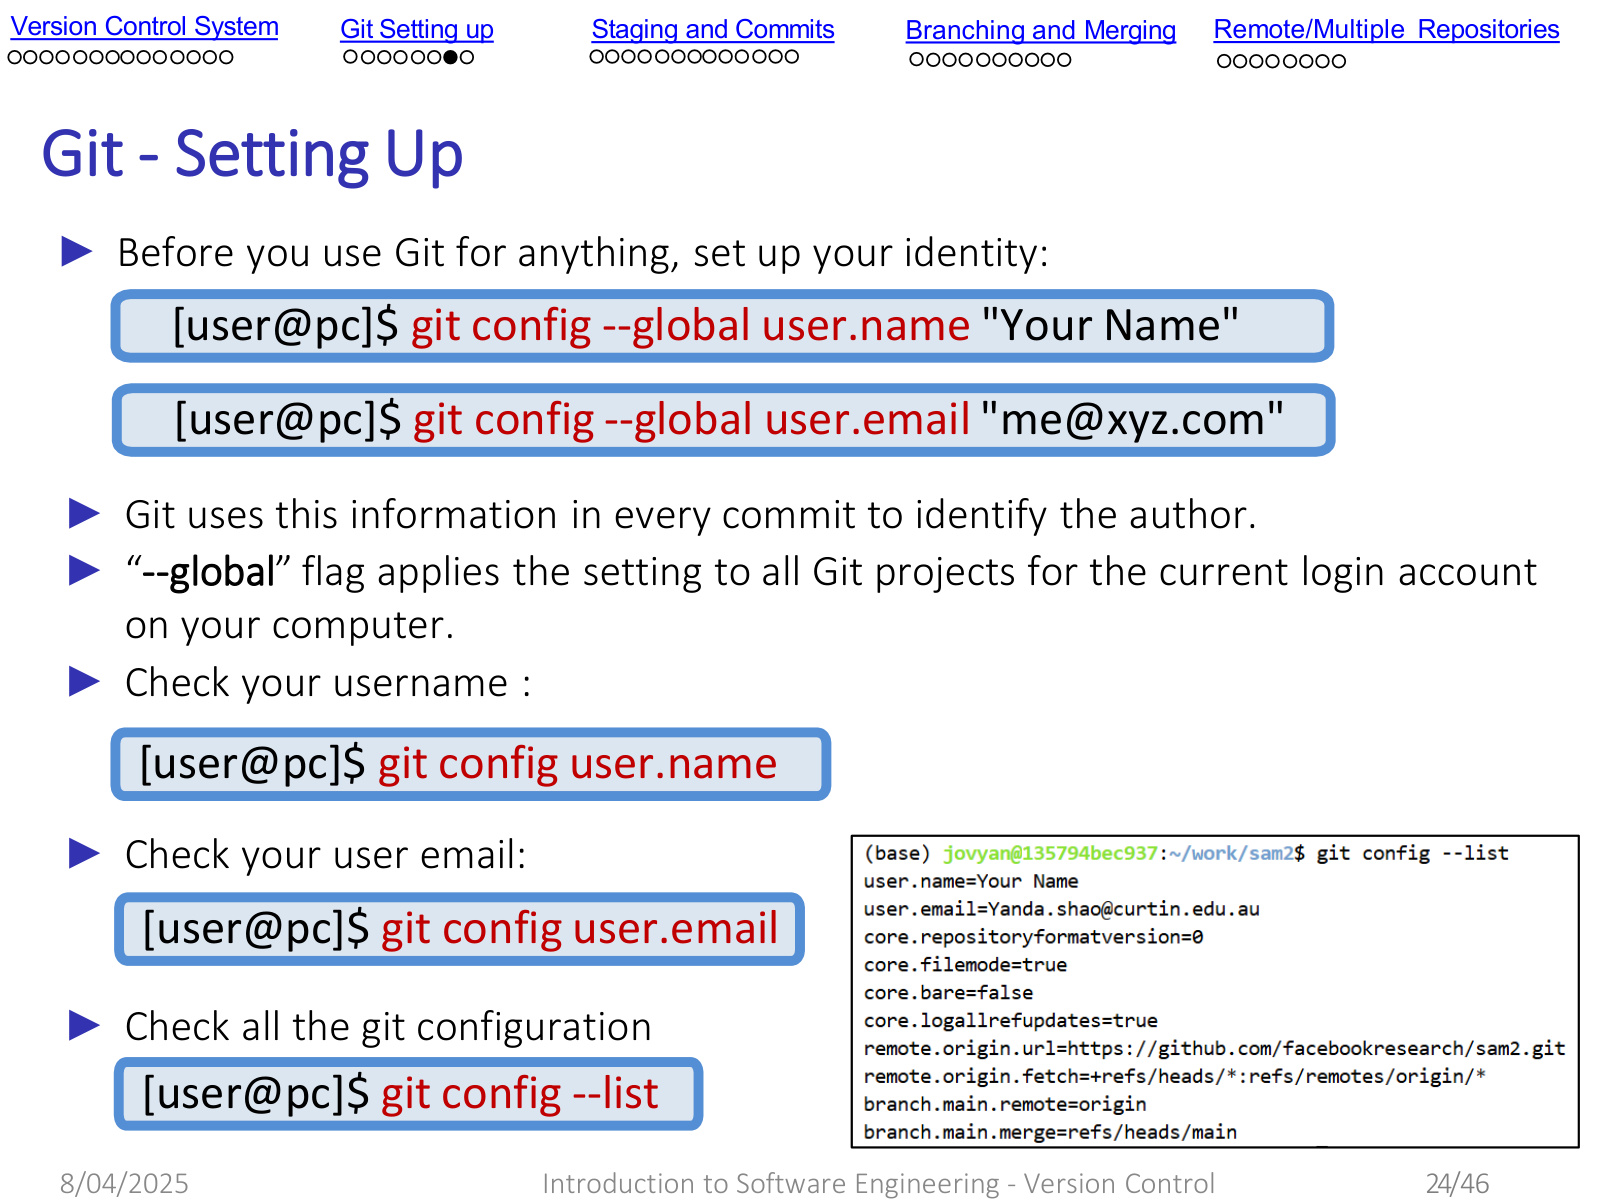 Version Control System
Git Setting up
Staging and Commits
Branching and Merging
Remote/Multiple Repositories
Git - Setting Up
Before you use Git for anything, set up your identity:
[user@pc]$ git config --global user.name "Your Name"
[user@pc]$ git config --global user.email "me@xyz.com"
Git uses this information in every commit to identify the author.
“--global” flag applies the setting to all Git projects for the current login account
on your computer.
Check your username :
[user@pc]$ git config user.name
Check your user email:
[user@pc]$ git config user.email
Check all the git configuration
[user@pc]$ git config --list
(base) jovyan@135794bec937:~/work/sam2$ git config --list
user.name=Your Name
user.email=Yanda.shao@curtin.edu.au
core.repositoryformatversion=0
core.filemode=true
core.bare=false
core.logallrefupdates=true
remote.origin.url=https://github.com/facebookresearch/sam2.git
remote.origin.fetch=+refs/heads/*:refs/remotes/origin/*
branch.main.remote=origin
branch.main.merge=refs/heads/main
8/04/2025
Introduction to Software Engineering - Version Control
24/46